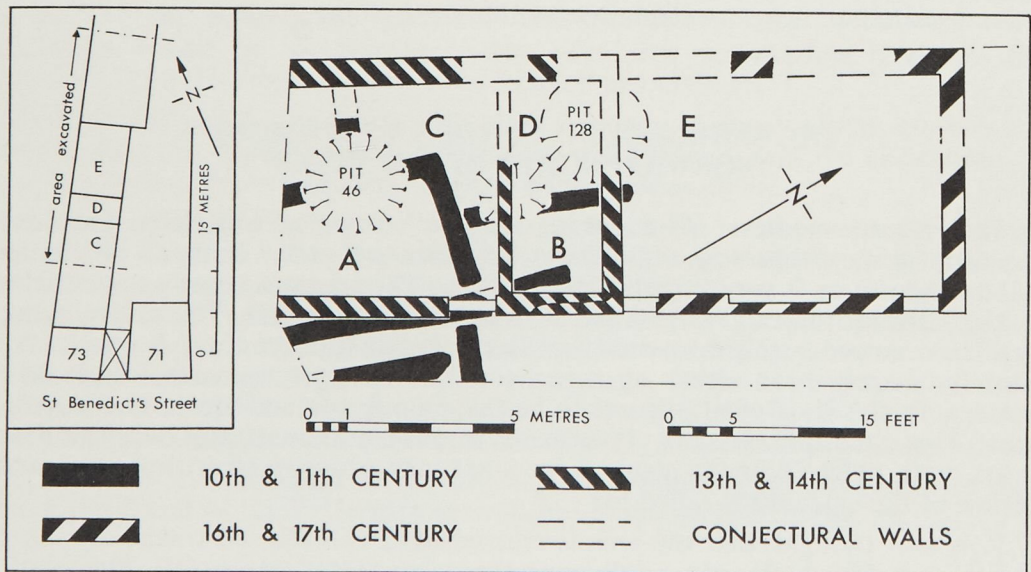 N
area excavated
E
D
C
15 METRES
0
73
71
St Benedict's Street
C
D
PIT
128
E
PIT
46
N
A
B
0 1 5 METRES
0 5 15 FEET
10th & 11th CENTURY
13th & 14th CENTURY
16th & 17th CENTURY
CONJECTURAL WALLS